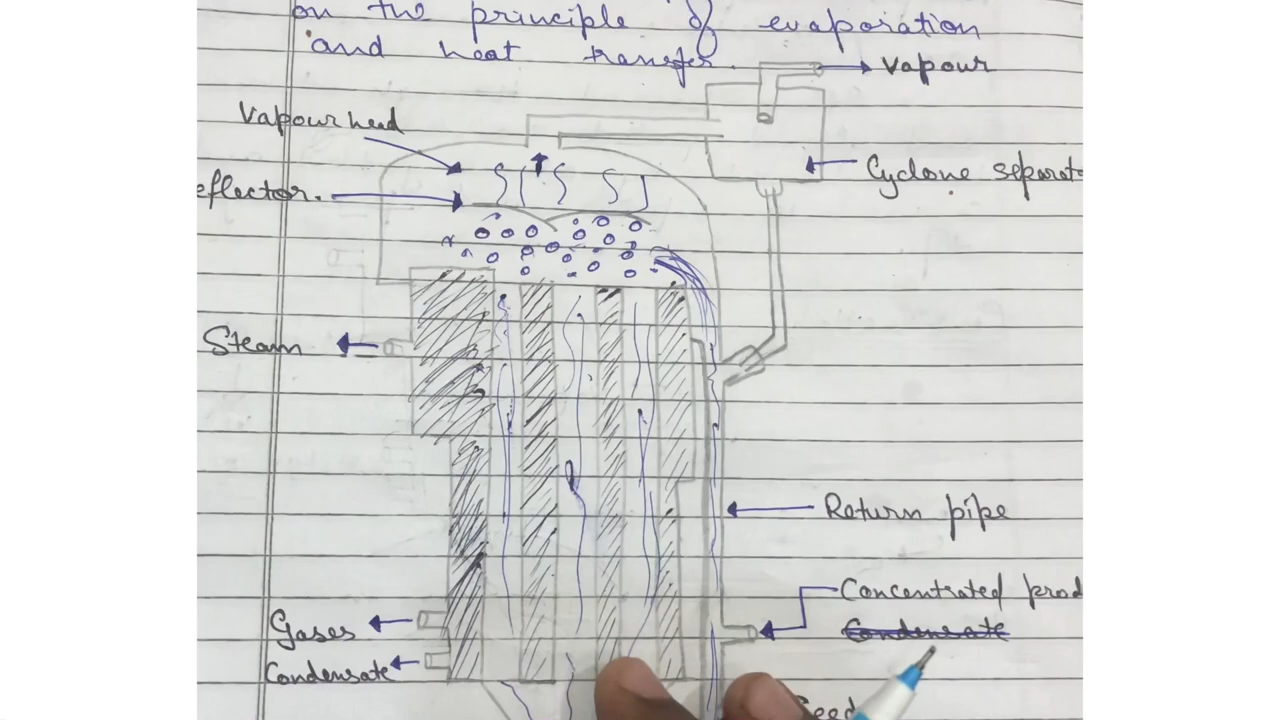 on the principle of evaporation
and heat transfer.
Vapour
Vapour head
Cyclone separat
eflector.
Steam
Return pipe
Concentrated prod
Gases
Condensate
Condensate
Feed